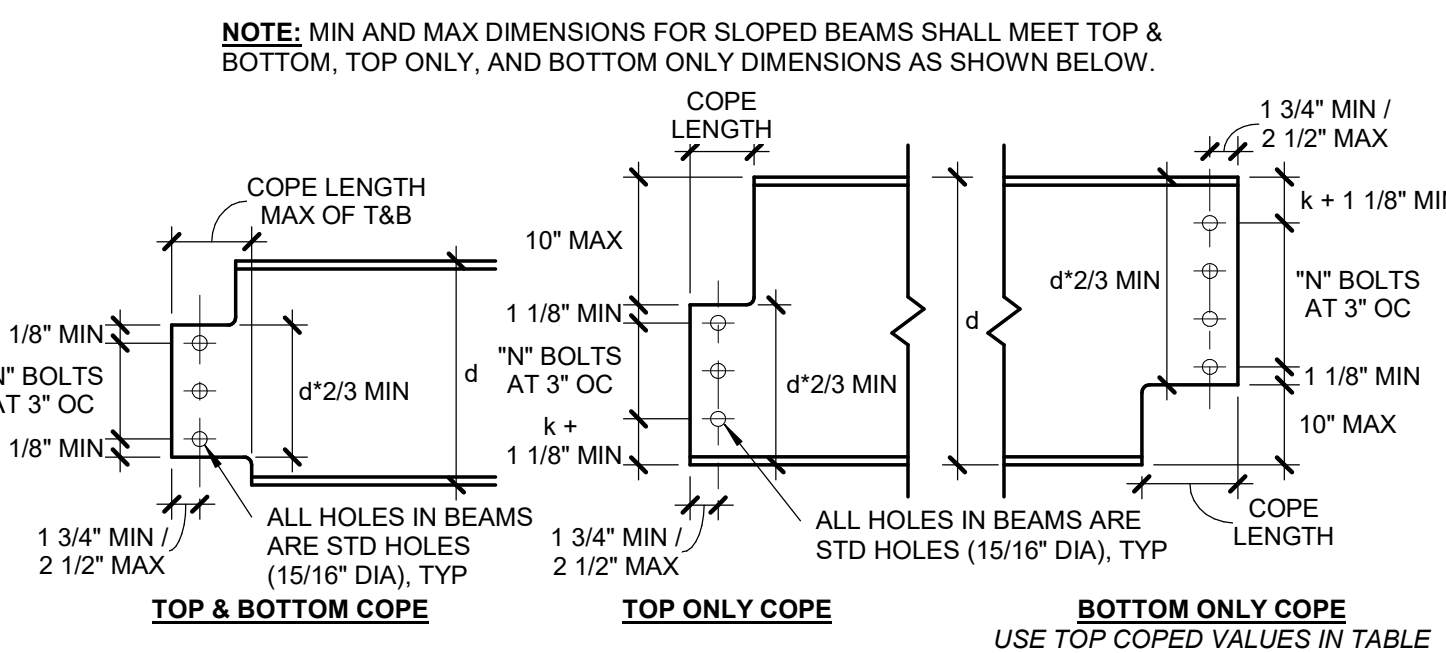 NOTE: MIN AND MAX DIMENSIONS FOR SLOPED BEAMS SHALL MEET TOP &
BOTTOM, TOP ONLY, AND BOTTOM ONLY DIMENSIONS AS SHOWN BELOW.
COPE LENGTH
MAX OF T&B
1/8" MIN
BOLTS
3" OC
1/8" MIN
d*2/3 MIN
d
1 3/4" MIN /
2 1/2" MAX
ALL HOLES IN BEAMS
ARE STD HOLES
(15/16" DIA), TYP
TOP & BOTTOM COPE
COPE
LENGTH
10" MAX
1 1/8" MIN
"N" BOLTS
AT 3" OC
k +
1 1/8" MIN
d*2/3 MIN
d
1 3/4" MIN /
2 1/2" MAX
ALL HOLES IN BEAMS ARE
STD HOLES (15/16" DIA), TYP
TOP ONLY COPE
1 3/4" MIN /
2 1/2" MAX
k + 1 1/8"
d*2/3 MIN
"N" BOLTS
AT 3" OC
1 1/8" MIN
10" MAX
COPE
LENGTH
BOTTOM ONLY COPE
USE TOP COPED VALUES IN TABLE